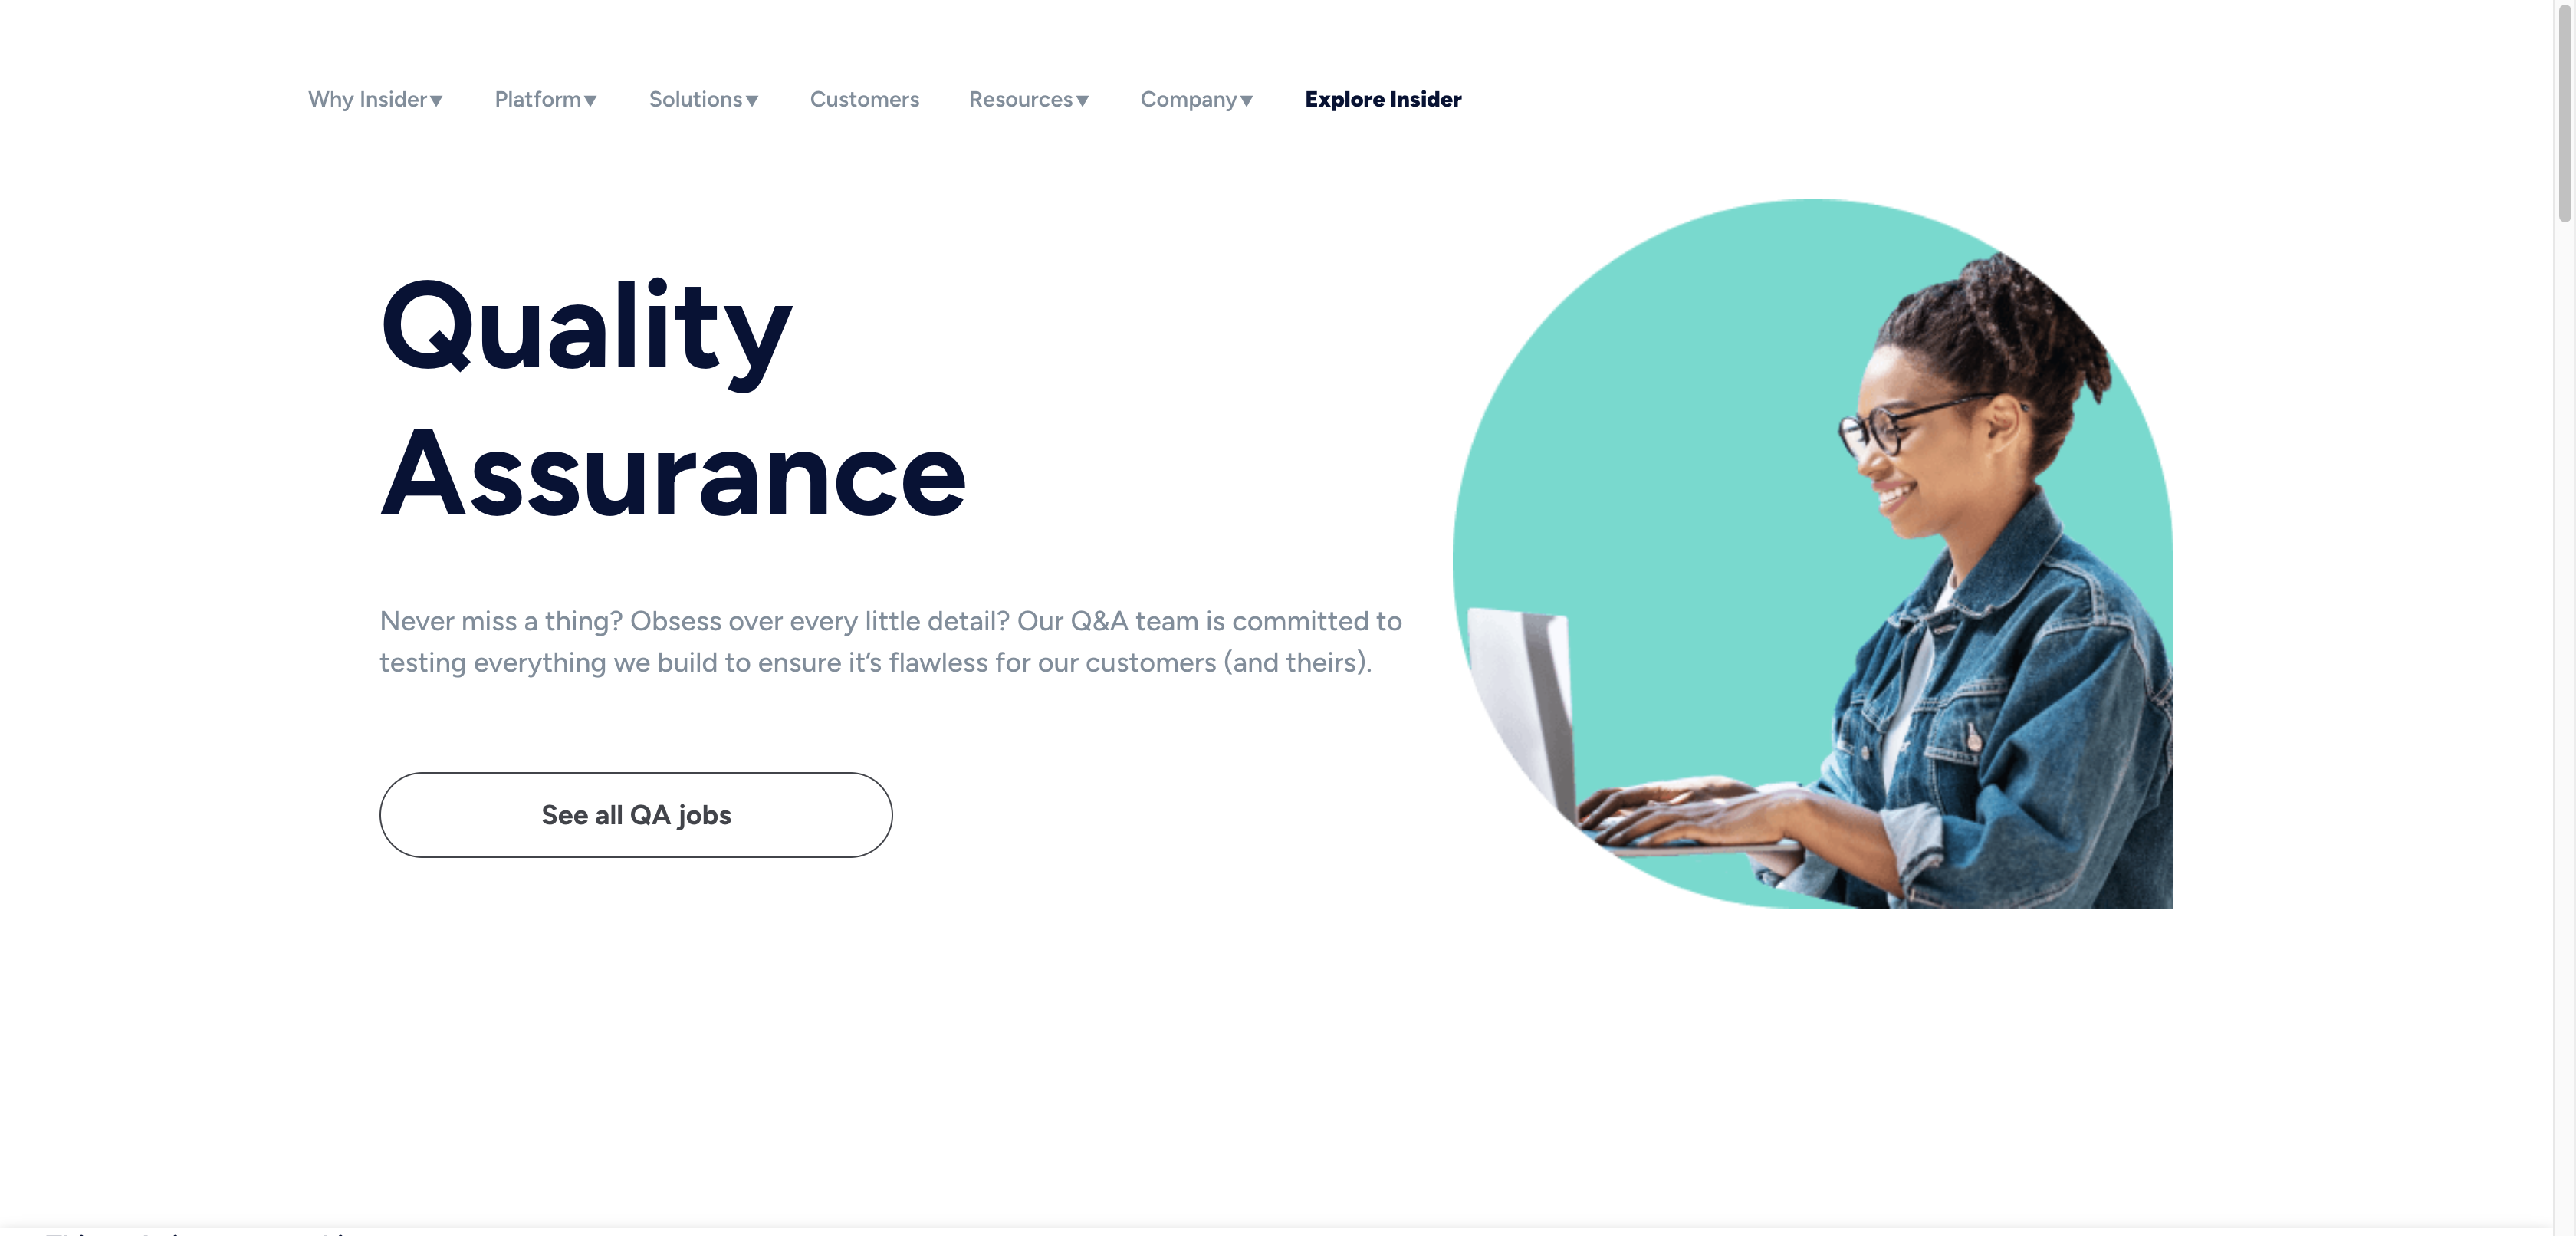 Why Insider▼ Platform▼ Solutions▼ Customers Resources▼ Company▼ Explore Insider
Quality
Assurance
Never miss a thing? Obsess over every little detail? Our Q&A team is committed to
testing everything we build to ensure it’s flawless for our customers (and theirs).
See all QA jobs